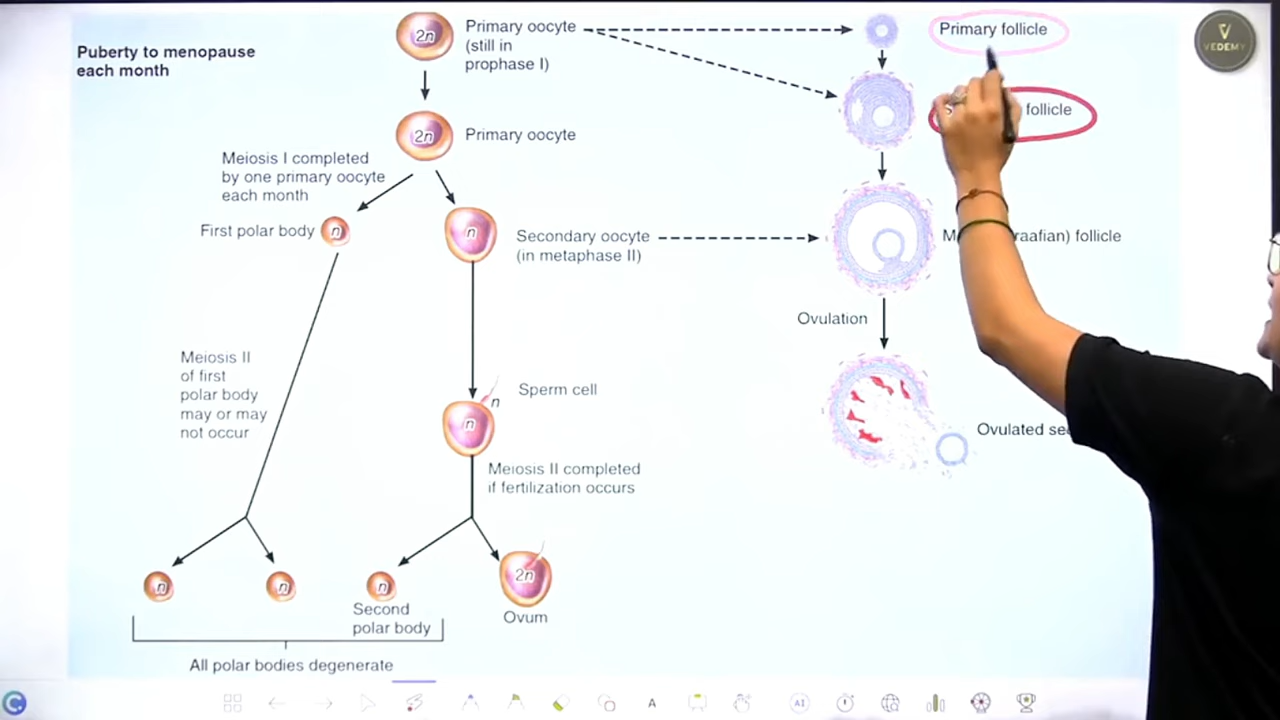 Puberty to menopause
each month
2n
Primary oocyte
(still in
prophase I)
Primary follicle
VEDEMY
2n
Primary oocyte
follicle
Meiosis I completed
by one primary oocyte
each month
First polar body
n
n
Secondary oocyte
(in metaphase II)
raafian) follicle
Ovulation
Meiosis II
of first
polar body
may or may
not occur
Sperm cell
n
n
Ovulated
Meiosis II completed
if fertilization occurs
n
n
n
2n
Second
polar body
Ovum
All polar bodies degenerate
A
AI